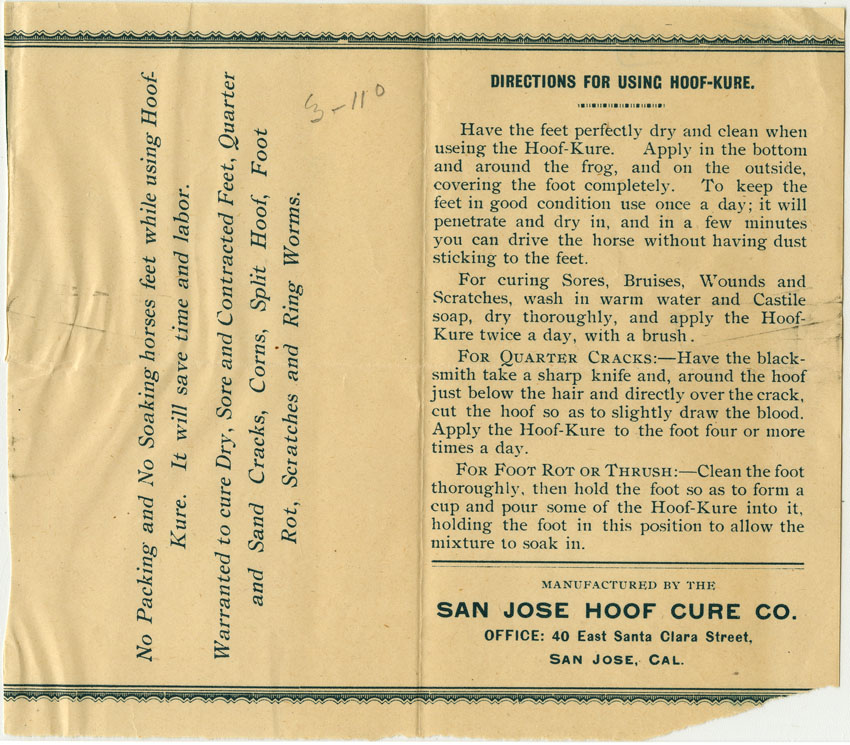 No Packing and No Soaking horses feet while using Hoof-
Kure. It will save time and labor.
Warranted to cure Dry, Sore and Contracted Feet, Quarter
and Sand Cracks, Corns, Split Hoof, Foot
Rot, Scratches and Ring Worms.
3-110
DIRECTIONS FOR USING HOOF-KURE.
Have the feet perfectly dry and clean when
useing the Hoof-Kure. Apply in the bottom
and around the frog, and on the outside,
covering the foot completely. To keep the
feet in good condition use once a day; it will
penetrate and dry in, and in a few minutes
you can drive the horse without having dust
sticking to the feet.
For curing Sores, Bruises, Wounds and
Scratches, wash in warm water and Castile
soap, dry thoroughly, and apply the Hoof-
Kure twice a day, with a brush.
FOR QUARTER CRACKS:—Have the black-
smith take a sharp knife and, around the hoof
just below the hair and directly over the crack,
cut the hoof so as to slightly draw the blood.
Apply the Hoof-Kure to the foot four or more
times a day.
FOR FOOT ROT OR THRUSH:—Clean the foot
thoroughly, then hold the foot so as to form a
cup and pour some of the Hoof-Kure into it,
holding the foot in this position to allow the
mixture to soak in.
MANUFACTURED BY THE
SAN JOSE HOOF CURE CO.
OFFICE: 40 East Santa Clara Street,
SAN JOSE, CAL.